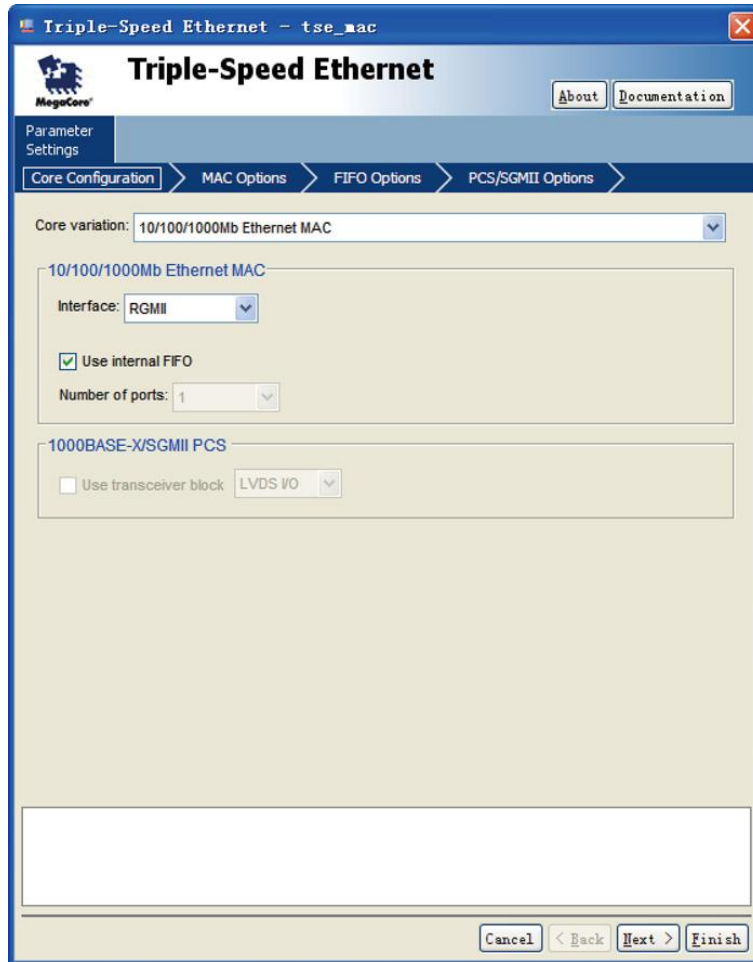 Triple-Speed Ethernet - tse_mac
MegaCore®
Triple-Speed Ethernet
About
Documentation
Parameter
Settings
Core Configuration
MAC Options
FIFO Options
PCS/SGMII Options
Core variation: 10/100/1000Mb Ethernet MAC
10/100/1000Mb Ethernet MAC
Interface: RGMII
Use internal FIFO
Number of ports: 1
1000BASE-X/SGMII PCS
Use transceiver block LVDS I/O
Cancel < Back Next > Finish